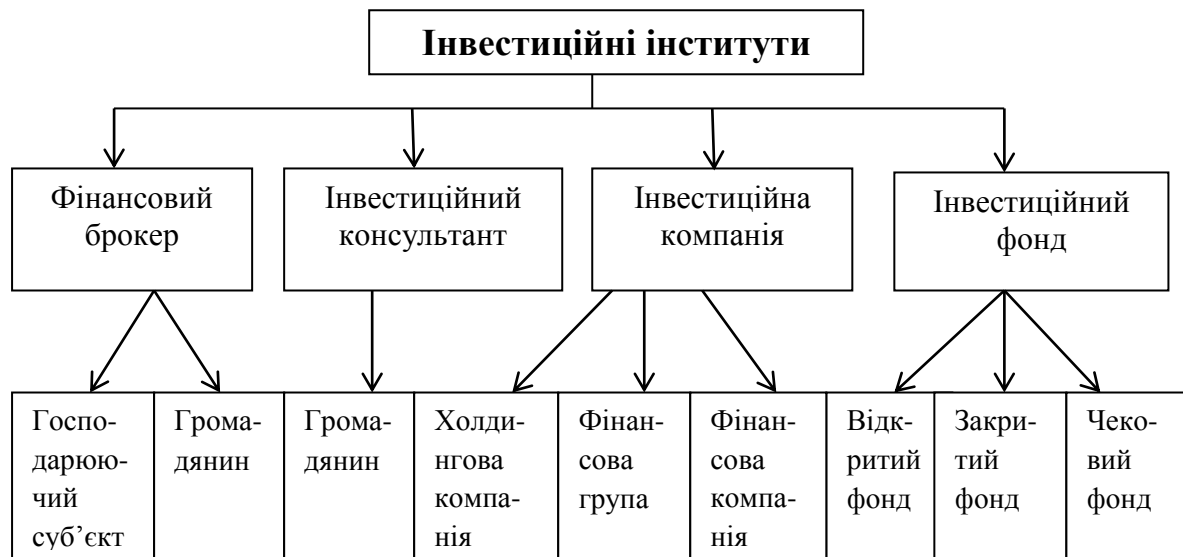 Інвестиційні інститути
Фінансовий
брокер
Інвестиційний
консультант
Інвестиційна
компанія
Інвестиційний
фонд
Госпо-
дарюю-
чий
суб’єкт
Грома-
дянин
Грома-
дянин
Холди-
нгова
компа-
нія
Фінан-
сова
група
Фінан-
сова
компа-
нія
Відк-
ритий
фонд
Закри-
тий
фонд
Чеко-
вий
фонд